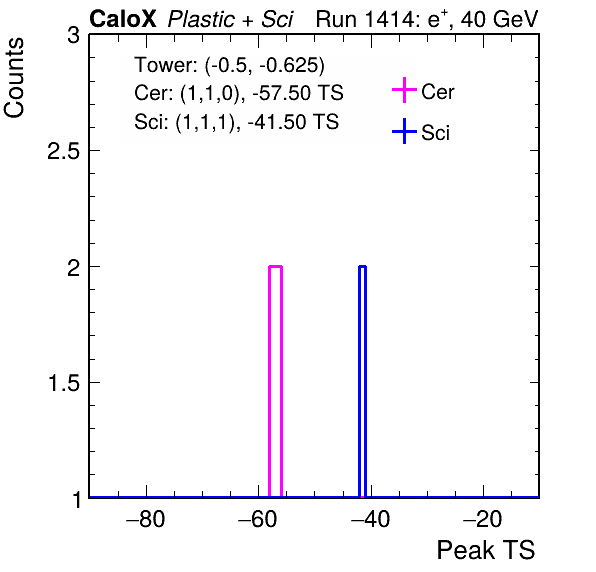 CaloX Plastic + Sci Run 1414: e⁺, 40 GeV
Counts
3
2.5
2
1.5
1
Tower: (-0.5, -0.625)
Cer: (1,1,0), -57.50 TS
Sci: (1,1,1), -41.50 TS
Cer
Sci
−80 −60 −40 −20
Peak TS